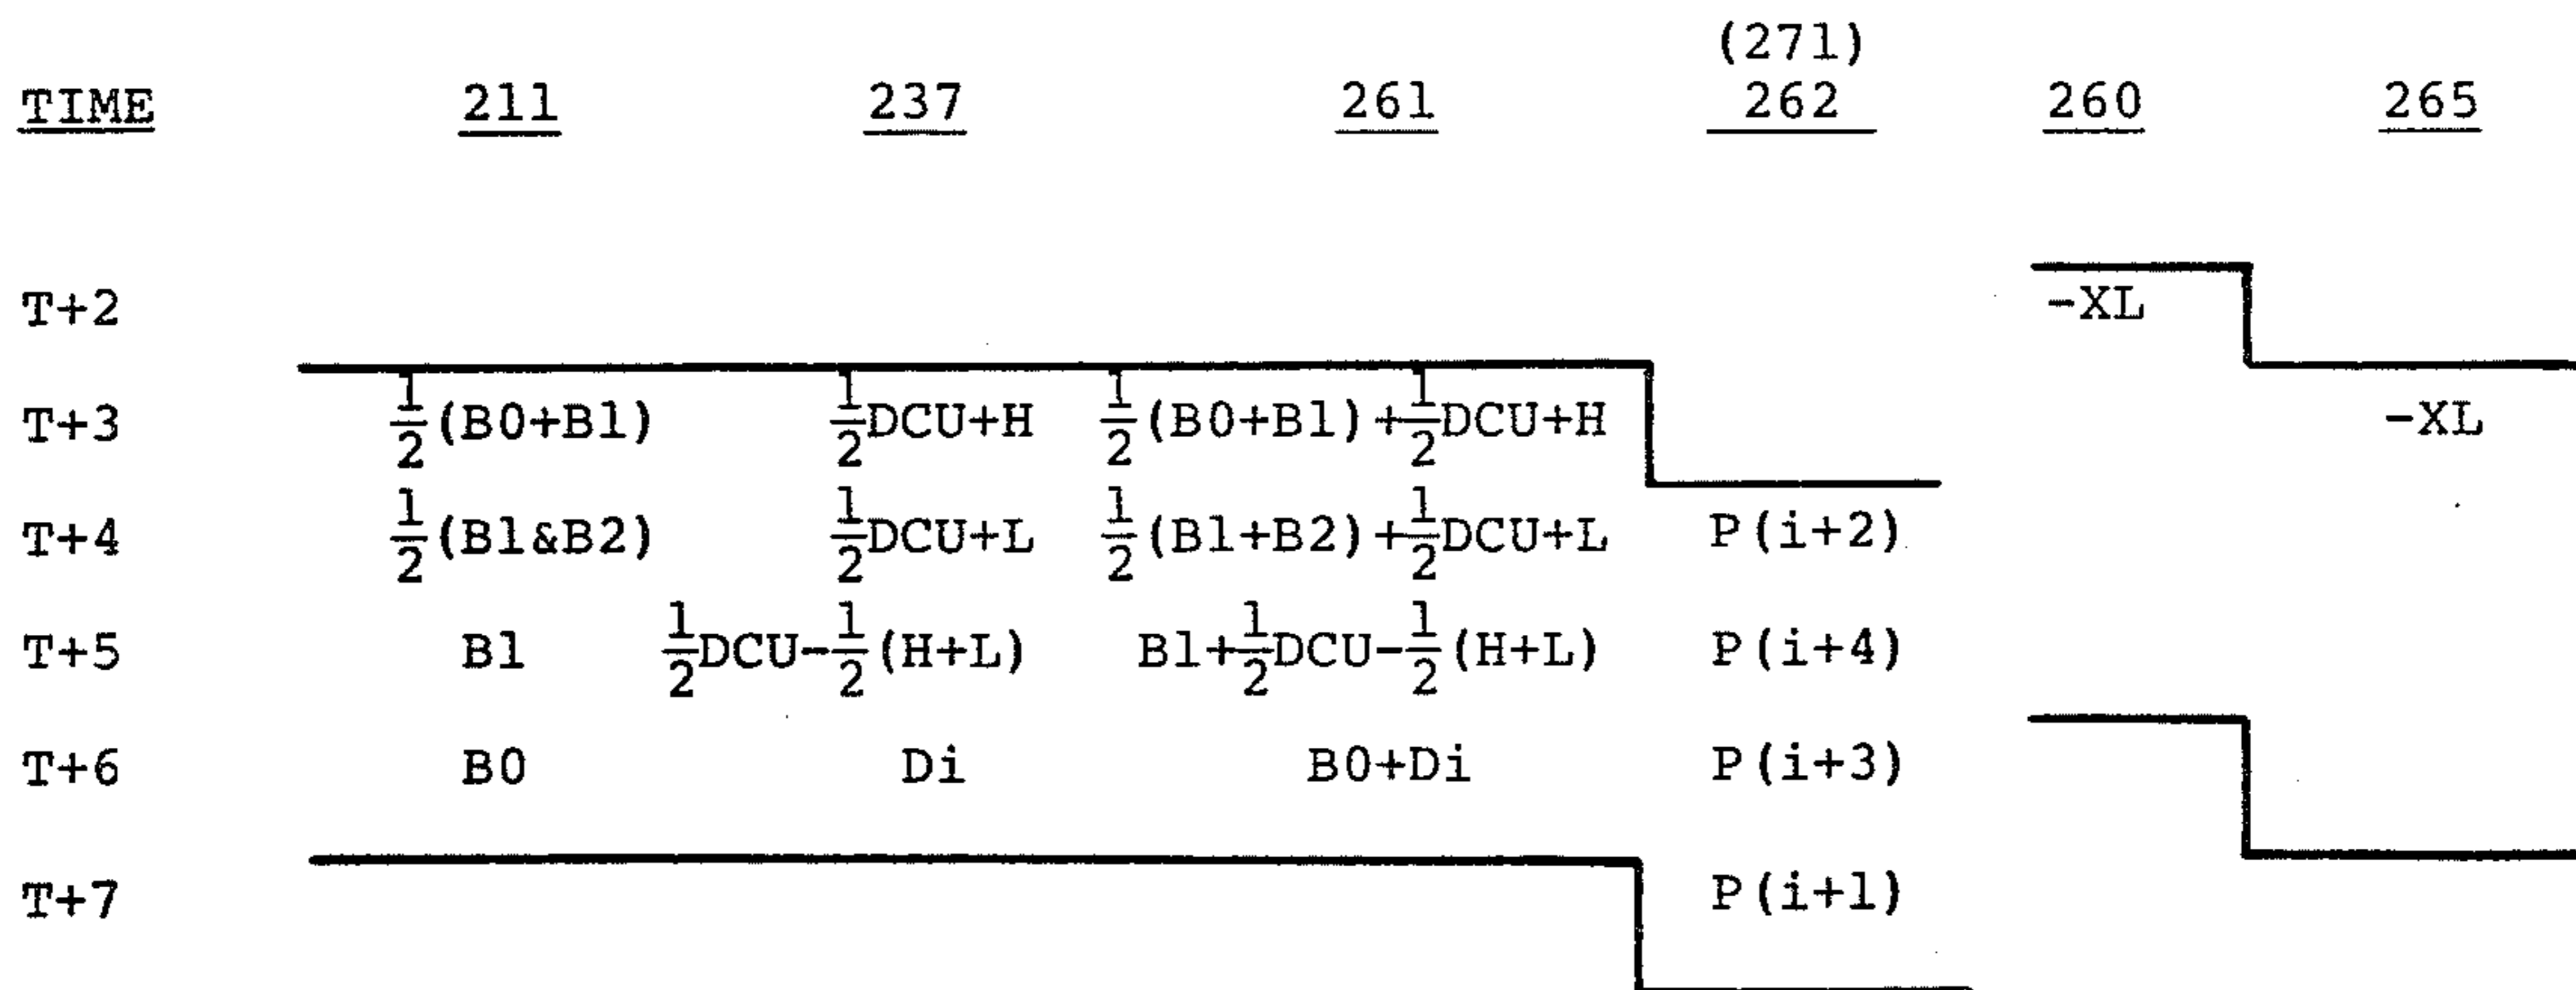 (271)
TIME 211 237 261 262 260 265
T+2 -XL
T+3 1/2(B0+B1) 1/2DCU+H 1/2(B0+B1)+1/2DCU+H -XL
T+4 1/2(B1&B2) 1/2DCU+L 1/2(B1+B2)+1/2DCU+L P(i+2)
T+5 B1 1/2DCU-1/2(H+L) B1+1/2DCU-1/2(H+L) P(i+4)
T+6 B0 Di B0+Di P(i+3)
T+7 P(i+1)